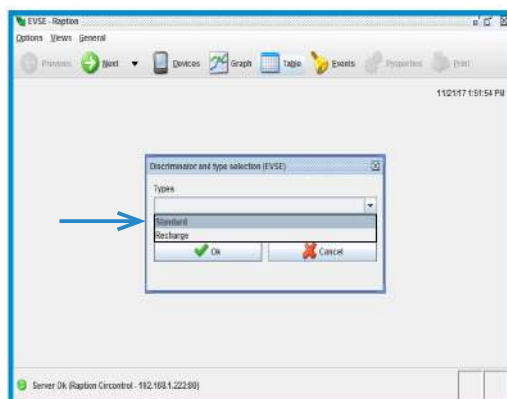 EVSE - Raption
Options Views General
Previous Next Devices Graph Table Events Properties Print
11/21/17 1:51:54 PM
Discriminator and type selection (EVSE)
Types
Standard
Recharge
Ok Cancel
Server Ok (Raption Circontrol - 192.168.1.222:80)